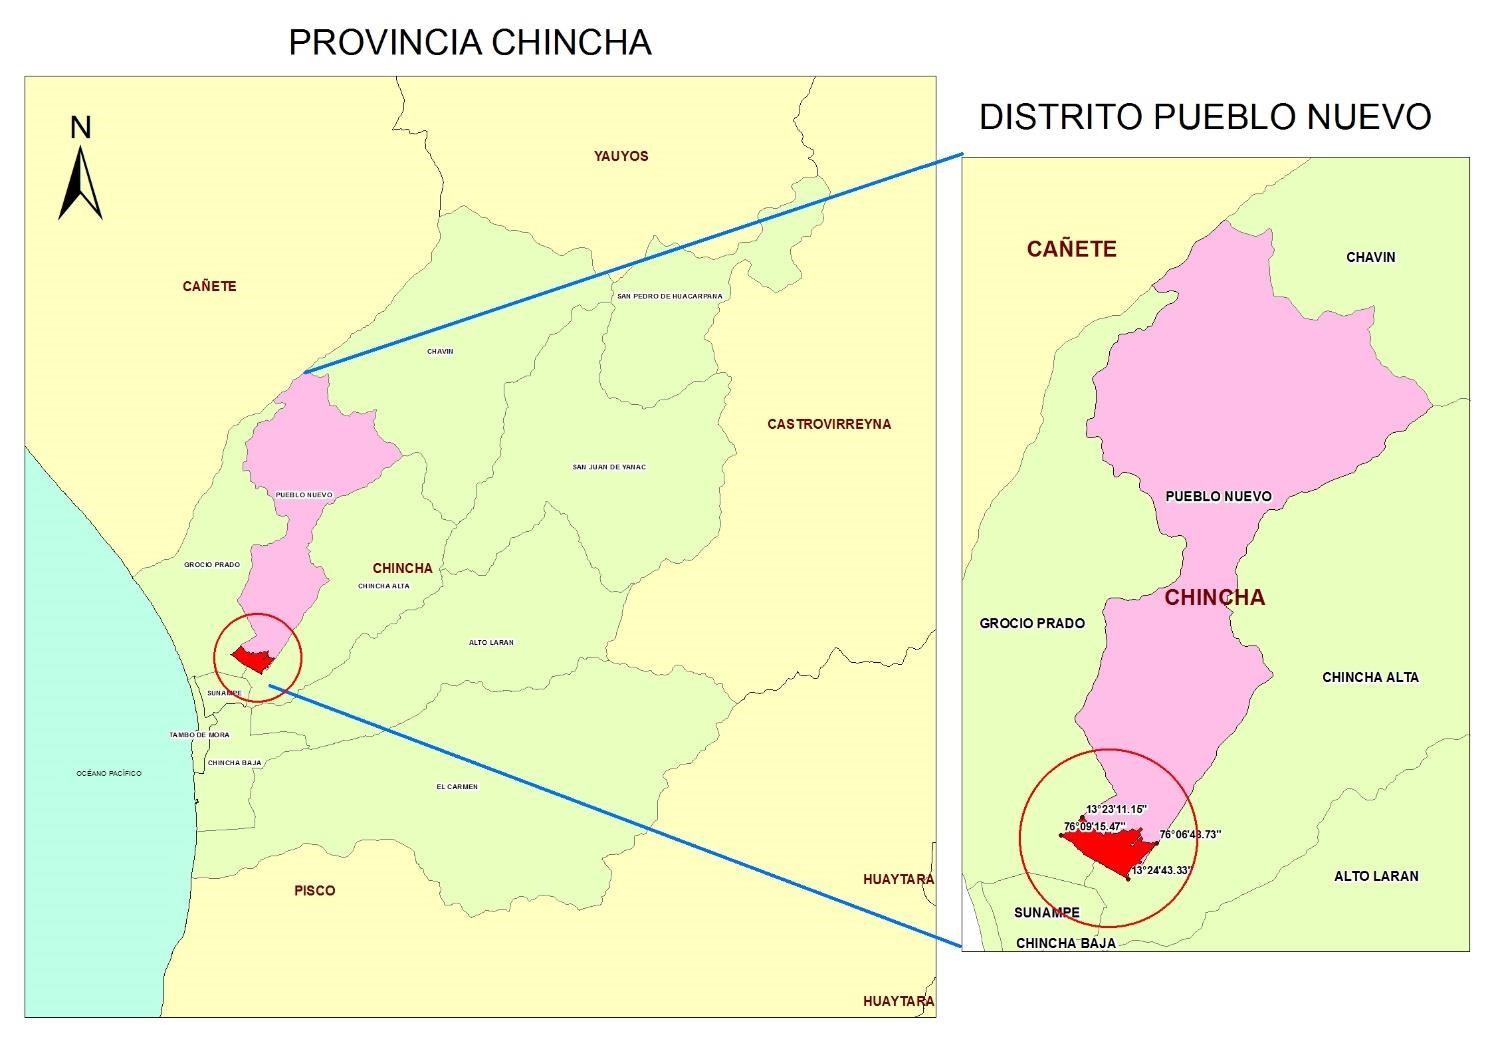 PROVINCIA CHINCHA
N
YAUYOS
CAÑETE
SAN PEDRO DE HUACARPANA
CHAVIN
CASTROVIRREYNA
SAN JUAN DE YANAC
PUEBLO NUEVO
GROCIO PRADO
CHINCHA
CHINCHA ALTA
ALTO LARAN
SUNAMPE
TAMBO DE MORA
CHINCHA BAJA
OCÉANO PACÍFICO
EL CARMEN
PISCO
HUAYTARA
HUAYTARA
DISTRITO PUEBLO NUEVO
CAÑETE
CHAVIN
PUEBLO NUEVO
CHINCHA
GROCIO PRADO
CHINCHA ALTA
13°23'11.15"
76°09'15.47"
76°06'43.73"
13°24'43.33"
ALTO LARAN
SUNAMPE
CHINCHA BAJA